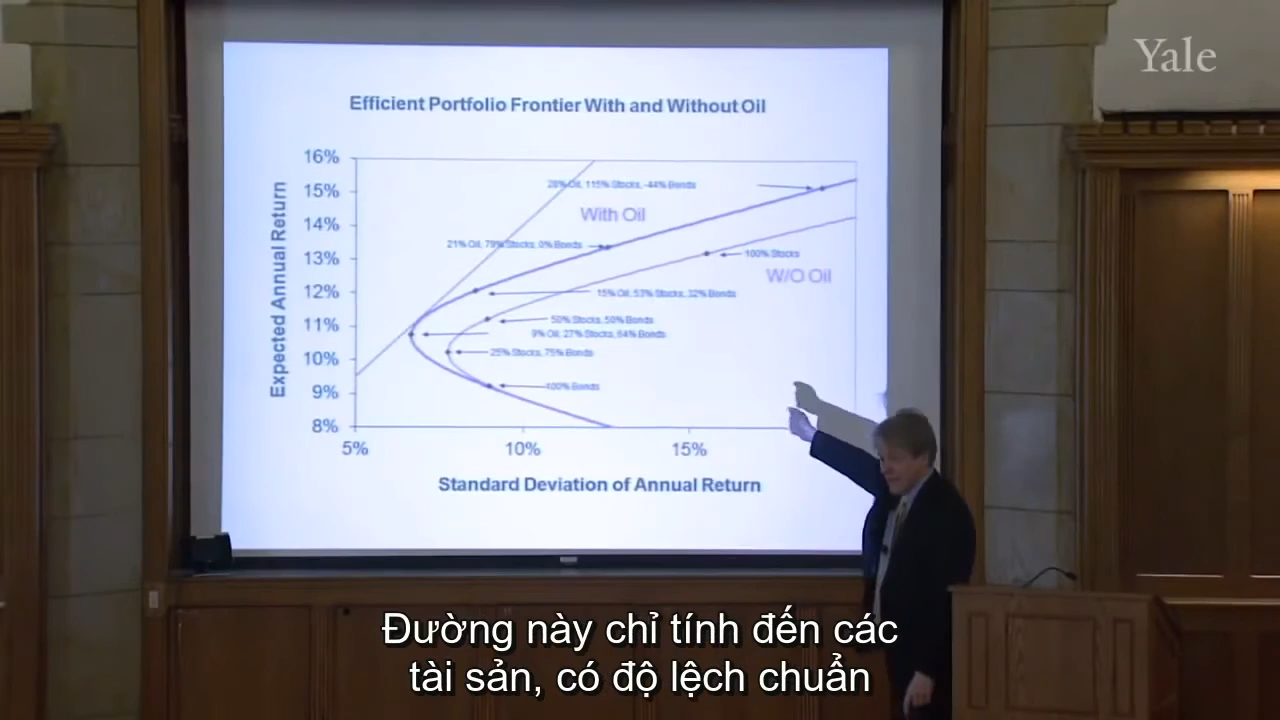 Yale
Efficient Portfolio Frontier With and Without Oil
Expected Annual Return
16%
15%
14%
13%
12%
11%
10%
9%
8%
28% Oil, 115% Stocks, -44% Bonds
With Oil
21% Oil, 79% Stocks, 0% Bonds
100% Stocks
W/O Oil
15% Oil, 53% Stocks, 32% Bonds
50% Stocks, 50% Bonds
9% Oil, 27% Stocks, 64% Bonds
25% Stocks, 75% Bonds
100% Bonds
5%
10%
15%
Standard Deviation of Annual Return
Đường này chỉ tính đến các
tài sản, có độ lệch chuẩn